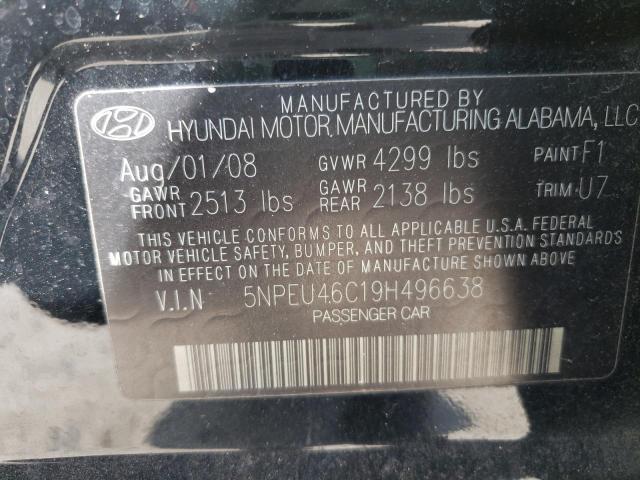 MANUFACTURED BY
HYUNDAI MOTOR MANUFACTURING ALABAMA, LLC
Aug/01/08 GVWR 4299 lbs PAINT F1
GAWR FRONT 2513 lbs GAWR REAR 2138 lbs TRIM U7
THIS VEHICLE CONFORMS TO ALL APPLICABLE U.S.A. FEDERAL
MOTOR VEHICLE SAFETY, BUMPER, AND THEFT PREVENTION STANDARDS
IN EFFECT ON THE DATE OF MANUFACTURE SHOWN ABOVE
V.I.N 5NPEU46C19H496638
PASSENGER CAR